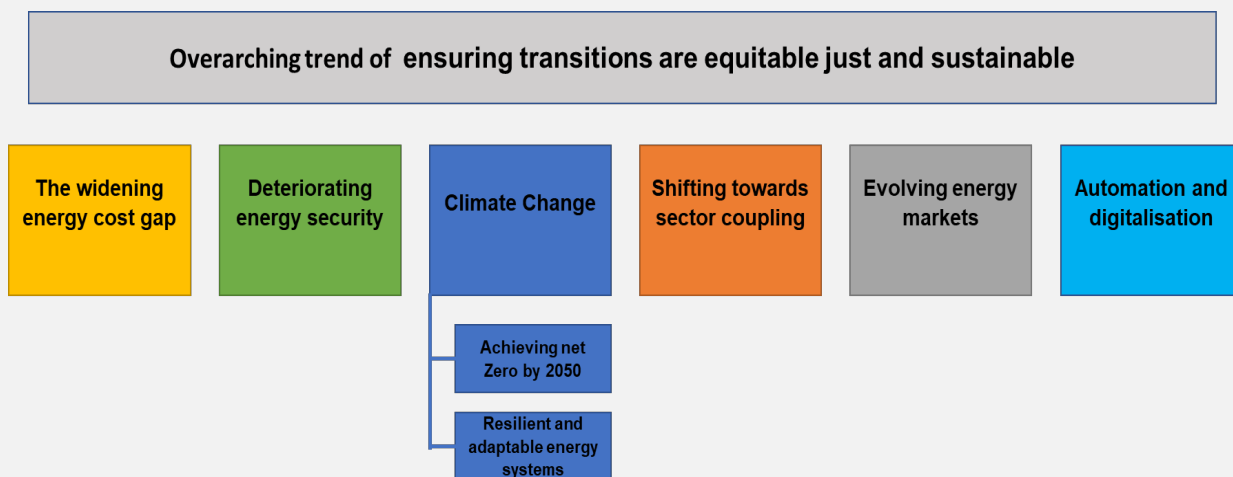 Overarching trend of ensuring transitions are equitable just and sustainable
The widening
energy cost gap
Deteriorating
energy security
Climate Change
Shifting towards
sector coupling
Evolving energy
markets
Automation and
digitalisation
Achieving net
Zero by 2050
Resilient and
adaptable energy
systems